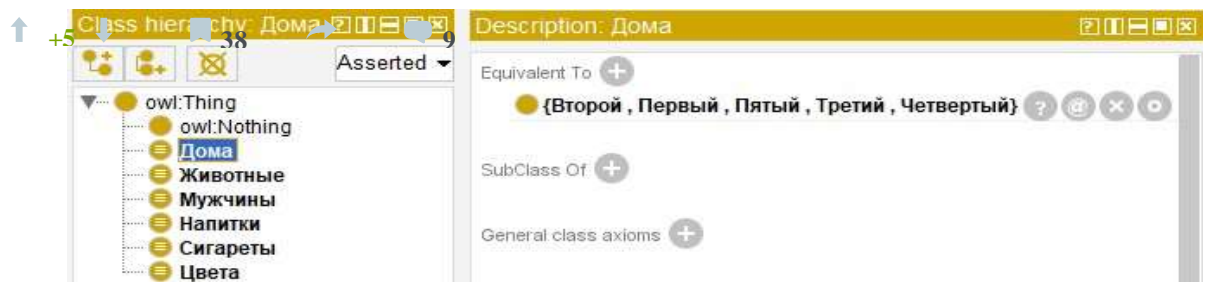 Class hierarchy: Дома
+5
38
9
Asserted
owl:Thing
owl:Nothing
Дома
Животные
Мужчины
Напитки
Сигареты
Цвета
Description: Дома
Equivalent To
{Второй , Первый , Пятый , Третий , Четвертый}
SubClass Of
General class axioms